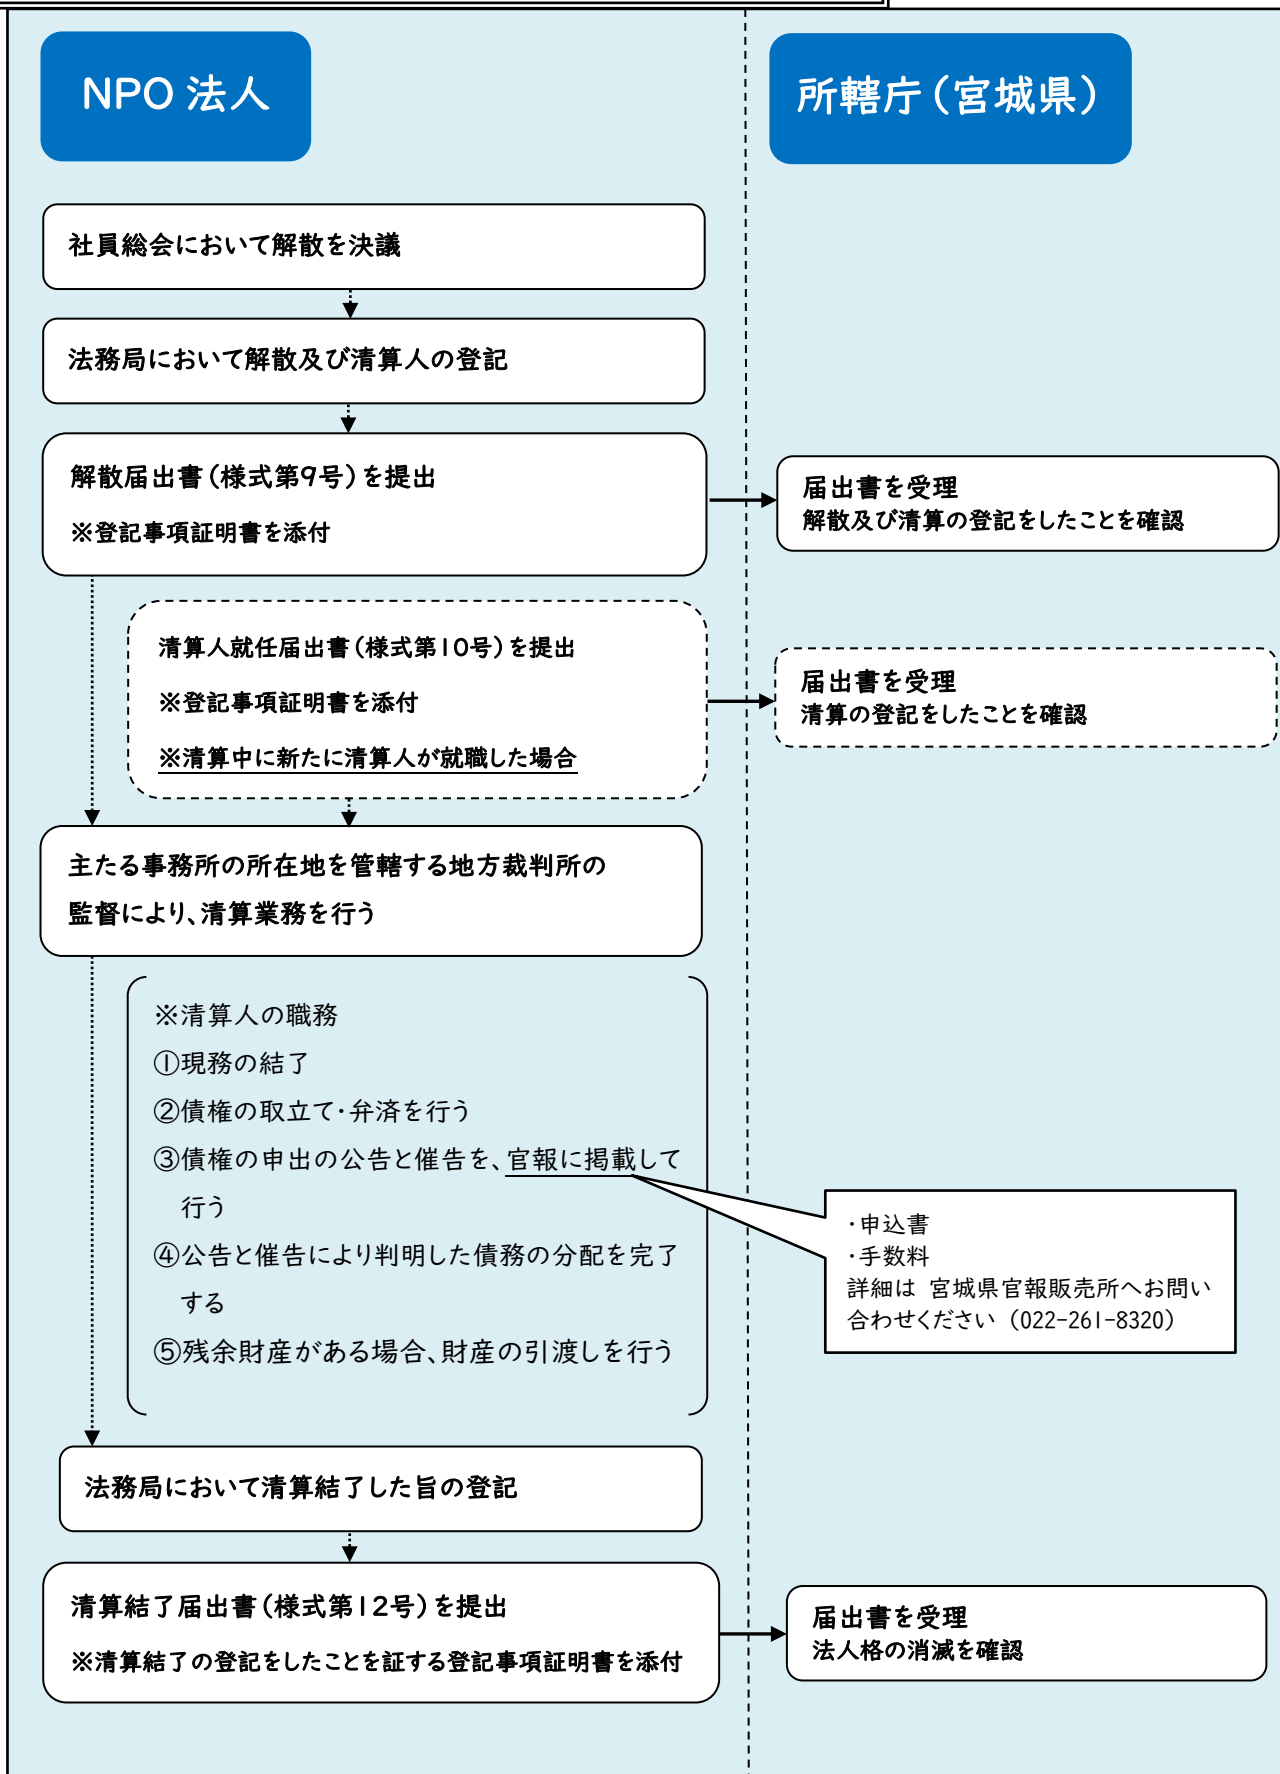 NPO 法人
所轄庁（宮城県）
社員総会において解散を決議
法務局において解散及び清算人の登記
解散届出書（様式第9号）を提出
※登記事項証明書を添付
届出書を受理
解散及び清算の登記をしたことを確認
清算人就任届出書（様式第10号）を提出
※登記事項証明書を添付
※清算中に新たに清算人が就職した場合
届出書を受理
清算の登記をしたことを確認
主たる事務所の所在地を管轄する地方裁判所の
監督により、清算業務を行う
※清算人の職務
①現務の結了
②債権の取立て・弁済を行う
③債権の申出の公告と催告を、官報に掲載して
行う
④公告と催告により判明した債務の分配を完了
する
⑤残余財産がある場合、財産の引渡しを行う
・申込書
・手数料
詳細は 宮城県官報販売所へお問い
合わせください（022-261-8320）
法務局において清算結了した旨の登記
清算結了届出書（様式第12号）を提出
※清算結了の登記をしたことを証する登記事項証明書を添付
届出書を受理
法人格の消滅を確認